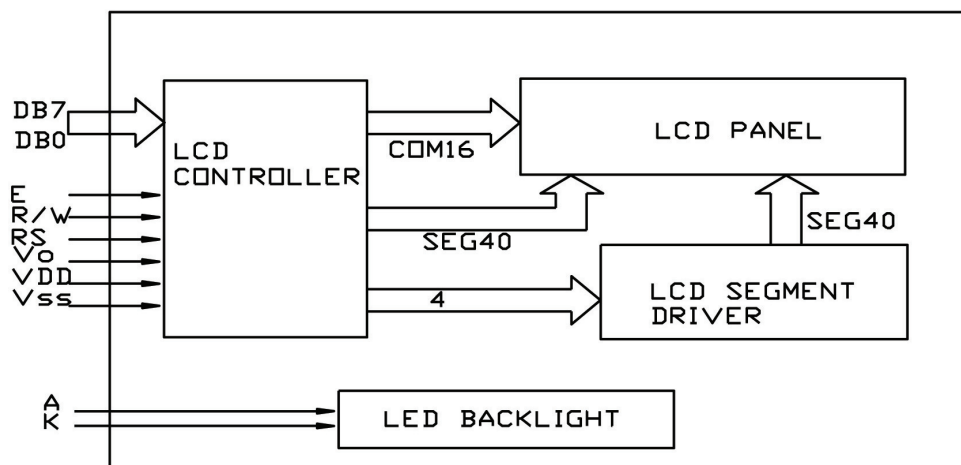 DB7
DB0
E
R/W
RS
Vo
VDD
Vss
A
K
LCD
CONTROLLER
COM16
SEG40
4
LCD PANEL
SEG40
LCD SEGMENT
DRIVER
LED BACKLIGHT